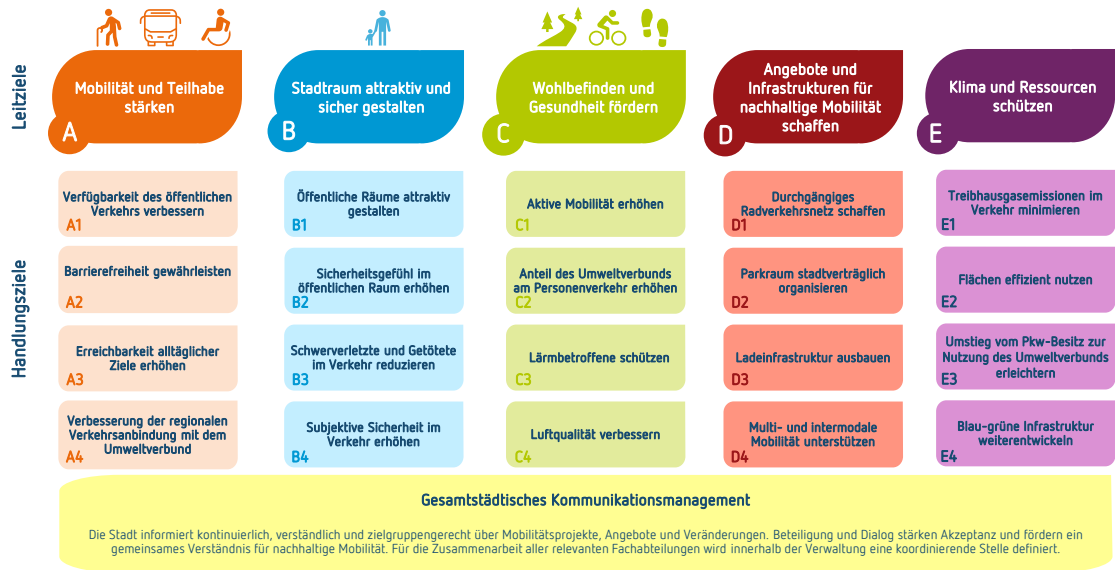 Leitziele
Mobilität und Teilhabe
stärken
A
Stadtraum attraktiv und
sicher gestalten
B
Wohlbefinden und
Gesundheit fördern
C
Angebote und
Infrastrukturen für
nachhaltige Mobilität
schaffen
D
Klima und Ressourcen
schützen
E
Handlungsziele
Verfügbarkeit des öffentlichen
Verkehrs verbessern
A1
Öffentliche Räume attraktiv
gestalten
B1
Aktive Mobilität erhöhen
C1
Durchgängiges
Radverkehrsnetz schaffen
D1
Treibhausgasemissionen im
Verkehr minimieren
E1
Barrierefreiheit gewährleisten
A2
Sicherheitsgefühl im
öffentlichen Raum erhöhen
B2
Anteil des Umweltverbunds
am Personenverkehr erhöhen
C2
Parkraum stadtverträglich
organisieren
D2
Flächen effizient nutzen
E2
Erreichbarkeit alltäglicher
Ziele erhöhen
A3
Schwerverletzte und Getötete
im Verkehr reduzieren
B3
Lärmbetroffene schützen
C3
Ladeinfrastruktur ausbauen
D3
Umstieg vom Pkw-Besitz zur
Nutzung des Umweltverbunds
erleichtern
E3
Verbesserung der regionalen
Verkehrsanbindung mit dem
Umweltverbund
A4
Subjektive Sicherheit im
Verkehr erhöhen
B4
Luftqualität verbessern
C4
Multi- und intermodale
Mobilität unterstützen
D4
Blau-grüne Infrastruktur
weiterentwickeln
E4
Gesamtstädtisches Kommunikationsmanagement
Die Stadt informiert kontinuierlich, verständlich und zielgruppengerecht über Mobilitätsprojekte, Angebote und Veränderungen. Beteiligung und Dialog stärken Akzeptanz und fördern ein
gemeinsames Verständnis für nachhaltige Mobilität. Für die Zusammenarbeit aller relevanten Fachabteilungen wird innerhalb der Verwaltung eine koordinierende Stelle definiert.